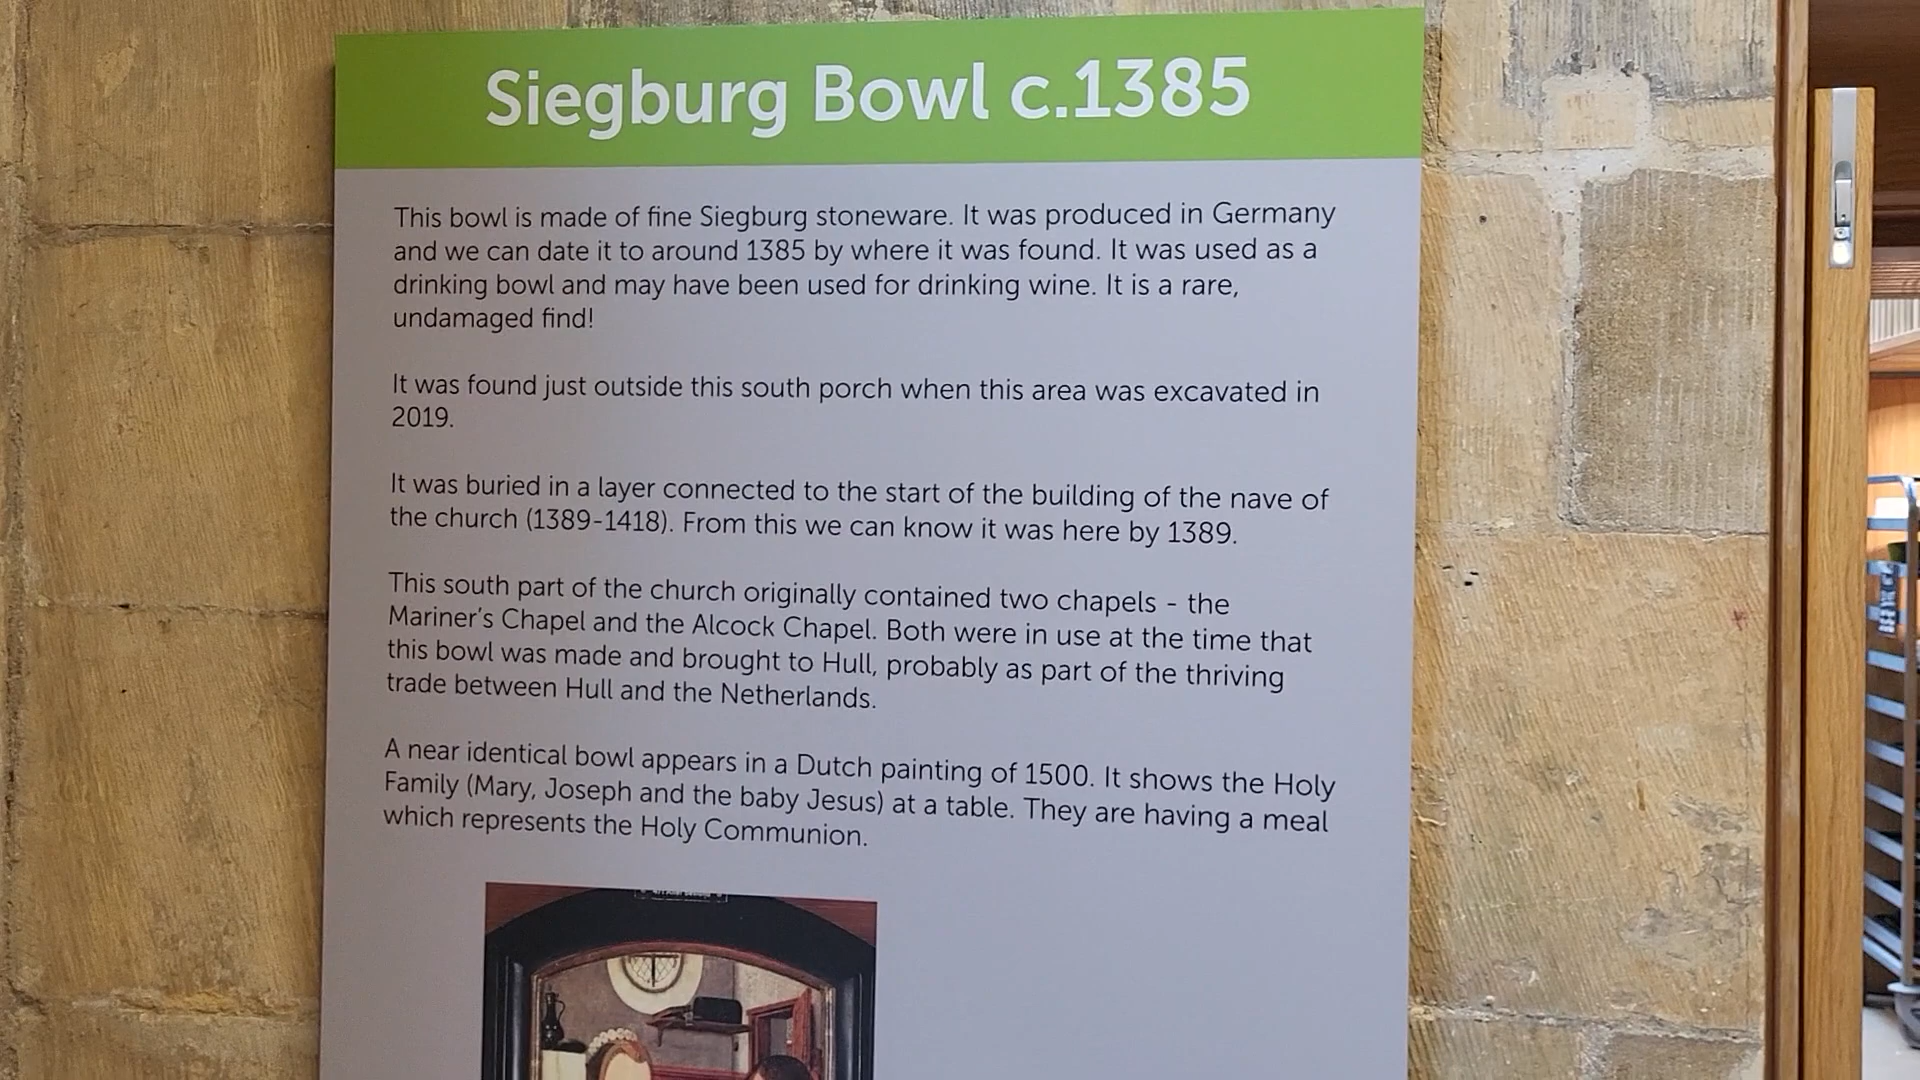 Siegburg Bowl c.1385
This bowl is made of fine Siegburg stoneware. It was produced in Germany
and we can date it to around 1385 by where it was found. It was used as a
drinking bowl and may have been used for drinking wine. It is a rare,
undamaged find!
It was found just outside this south porch when this area was excavated in
2019.
It was buried in a layer connected to the start of the building of the nave of
the church (1389-1418). From this we can know it was here by 1389.
This south part of the church originally contained two chapels - the
Mariner's Chapel and the Alcock Chapel. Both were in use at the time that
this bowl was made and brought to Hull, probably as part of the thriving
trade between Hull and the Netherlands.
A near identical bowl appears in a Dutch painting of 1500. It shows the Holy
Family (Mary, Joseph and the baby Jesus) at a table. They are having a meal
which represents the Holy Communion.